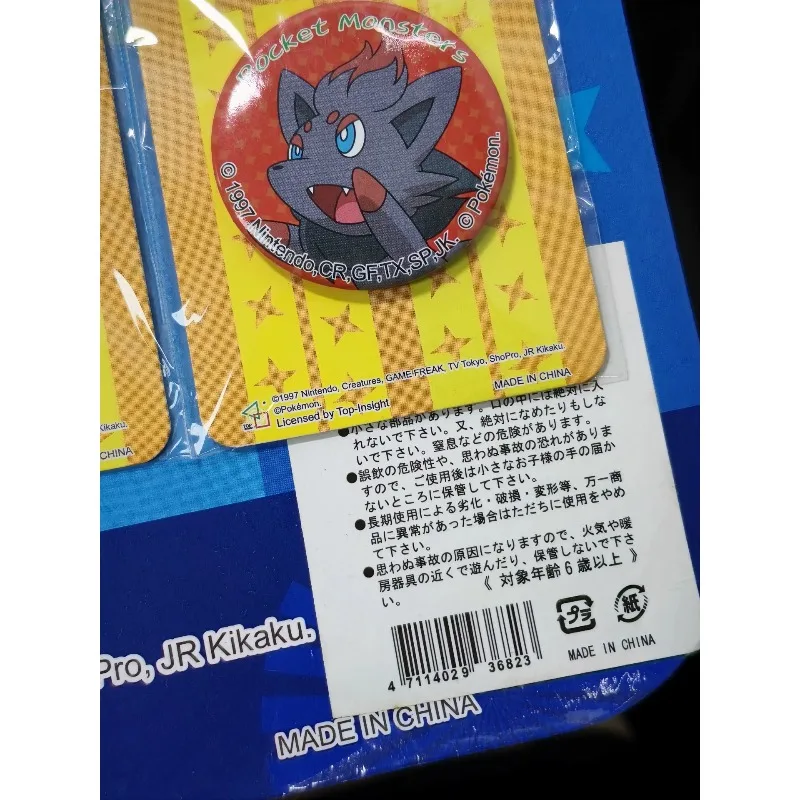 Pocket Monsters
© 1997 Nintendo,CR,GF,TX,SP,JK. © Pokémon.
©1997 Nintendo, Creatures, GAME FREAK, TV Tokyo, ShoPro, JR Kikaku.
©Pokémon.
Licensed by Top-Insight
MADE IN CHINA
Kikaku.
CHINA
●小さな部品があります。口の中には絶対に入
れないで下さい。又、絶対になめたりもしな
いで下さい。窒息などの危険があります。
●誤飲の危険性や、思わぬ事故の恐れがありま
すので、ご使用後は小さなお子様の手の届か
ないところに保管して下さい。
●長期使用による劣化・破損・変形等、万一商
品に異常があった場合はただちに使用をやめ
て下さい。
●思わぬ事故の原因になりますので、火気や暖
房器具の近くで遊んだり、保管しないで下さ
い。
《 対象年齢6歳以上 》
プラ
紙
4 7114029 36823
MADE IN CHINA
Pro, JR Kikaku.
MADE IN CHINA